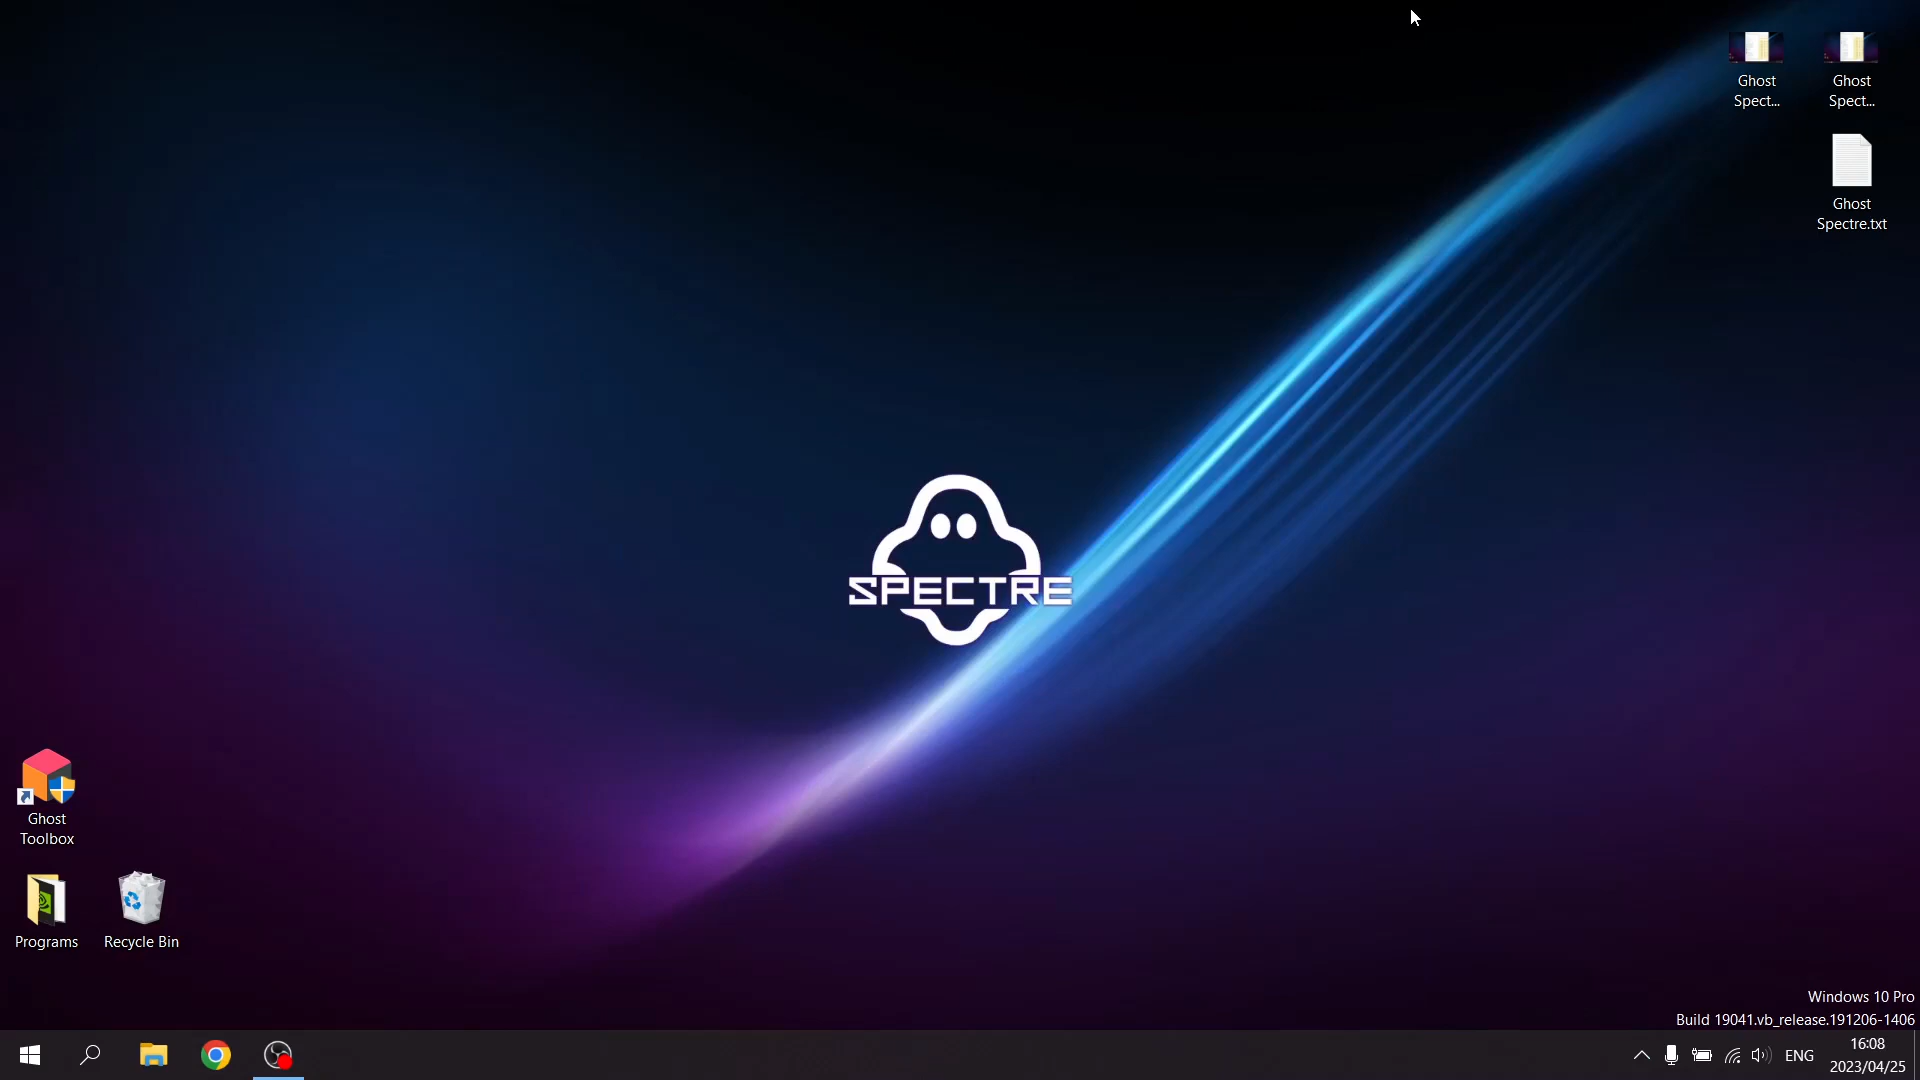 Ghost
Spect...
Ghost
Spect...
Ghost
Spectre.txt
SPECTRE
Ghost
Toolbox
Programs
Recycle Bin
Windows 10 Pro
Build 19041.vb_release.191206-1406
ENG
16:08
2023/04/25